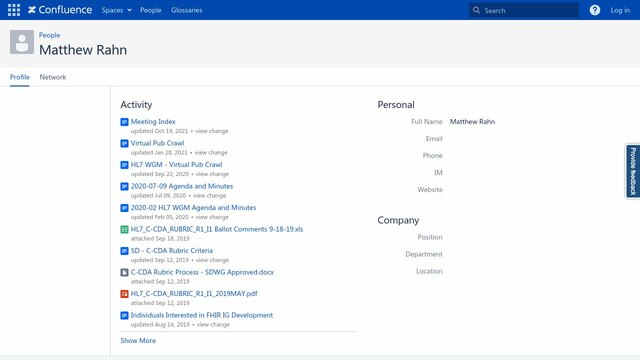 Confluence Spaces People Glossaries Search Log in
People
Matthew Rahn
Profile Network
Activity
Meeting Index
updated Oct 19, 2021 • view change
Virtual Pub Crawl
updated Jan 28, 2021 • view change
HL7 WGM - Virtual Pub Crawl
updated Sep 22, 2020 • view change
2020-07-09 Agenda and Minutes
updated Jul 09, 2020 • view change
2020-02 HL7 WGM Agenda and Minutes
updated Feb 05, 2020 • view change
HL7_C-CDA_RUBRIC_R1_I1 Ballot Comments 9-18-19.xls
attached Sep 18, 2019
SD - C-CDA Rubric Criteria
updated Sep 12, 2019 • view change
C-CDA Rubric Process - SDWG Approved.docx
attached Sep 12, 2019
HL7_C-CDA_RUBRIC_R1_I1_2019MAY.pdf
attached Sep 12, 2019
Individuals Interested in FHIR IG Development
updated Aug 14, 2019 • view change
Show More
Personal
Full Name Matthew Rahn
Email
Phone
IM
Website
Company
Position
Department
Location
Provide feedback